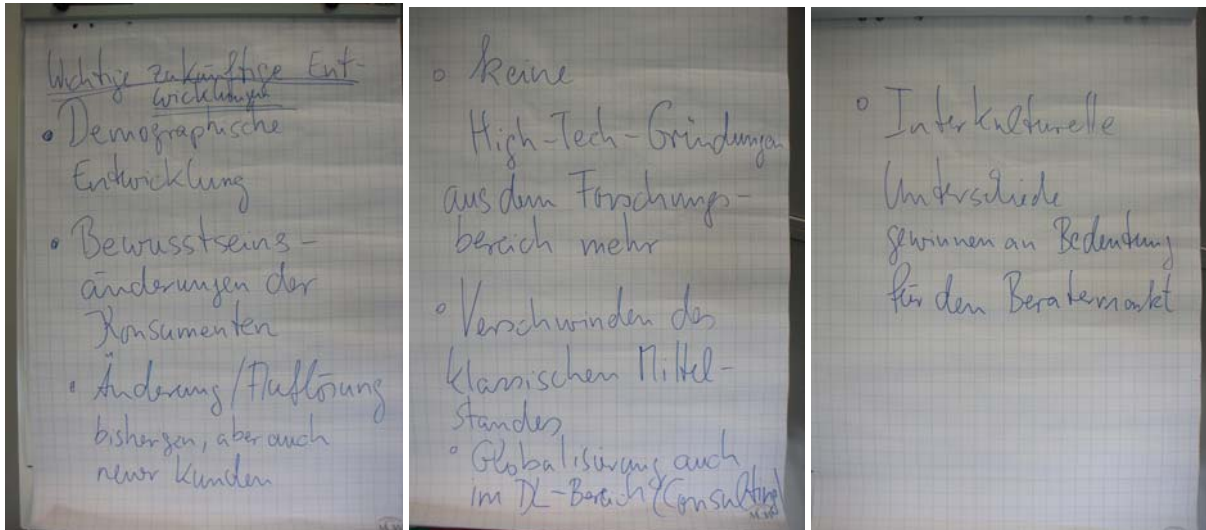 Wichtige zukünftige Ent-
wicklungen
• Demographische
Entwicklung
• Bewusstseins-
änderungen der
Konsumenten
• Änderung/Auflösung
bisheriger, aber auch
neuer Kunden
◦ keine
High-Tech-Gründungen
aus dem Forschungs-
bereich mehr
◦ Verschwinden des
klassischen Mittel-
standes
◦ Globalisierung auch
im DL-Bereich (Consulting)
◦ Interkulturelle
Unterschiede
gewinnen an Bedeutung
für den Beratermarkt